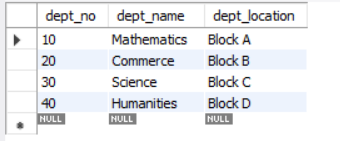 dept_no dept_name dept_location
10 Mathematics Block A
20 Commerce Block B
30 Science Block C
40 Humanities Block D
NULL NULL NULL